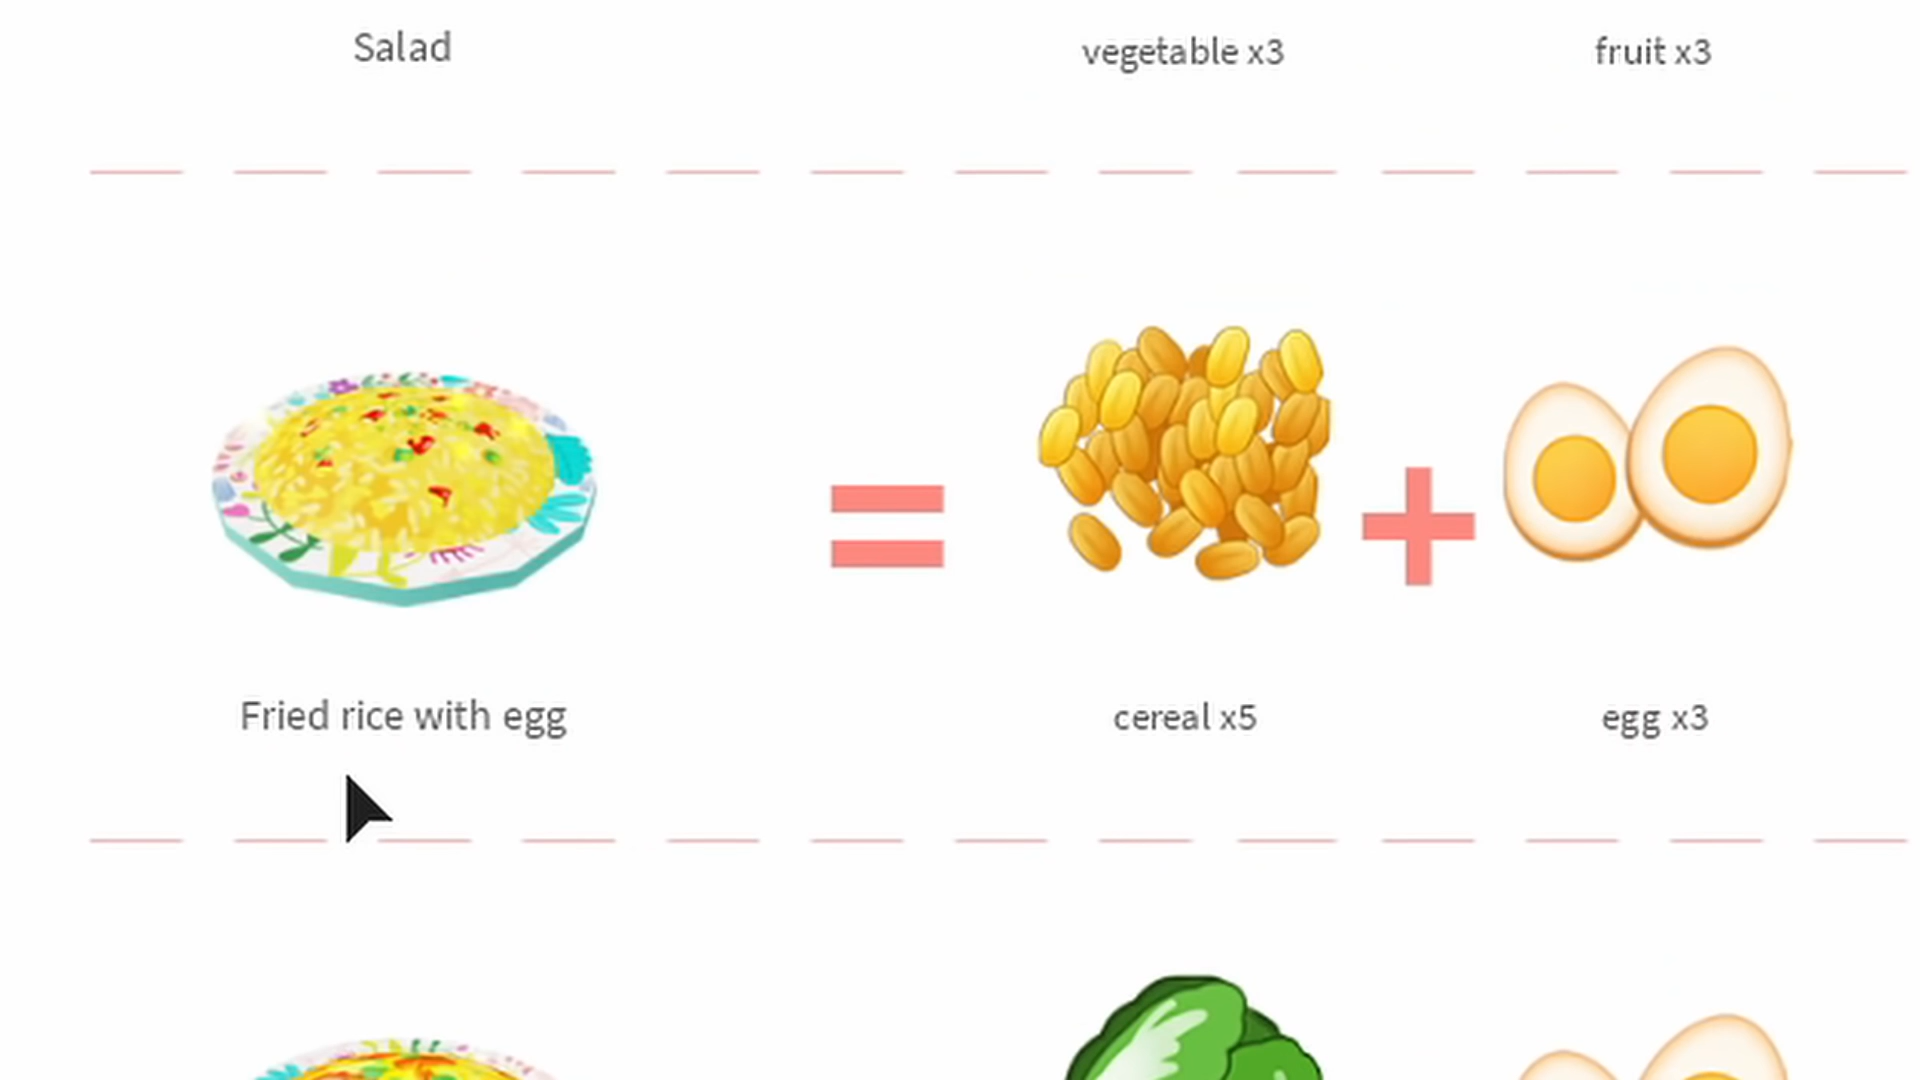 Salad
vegetable x3
fruit x3
Fried rice with egg
cereal x5
egg x3